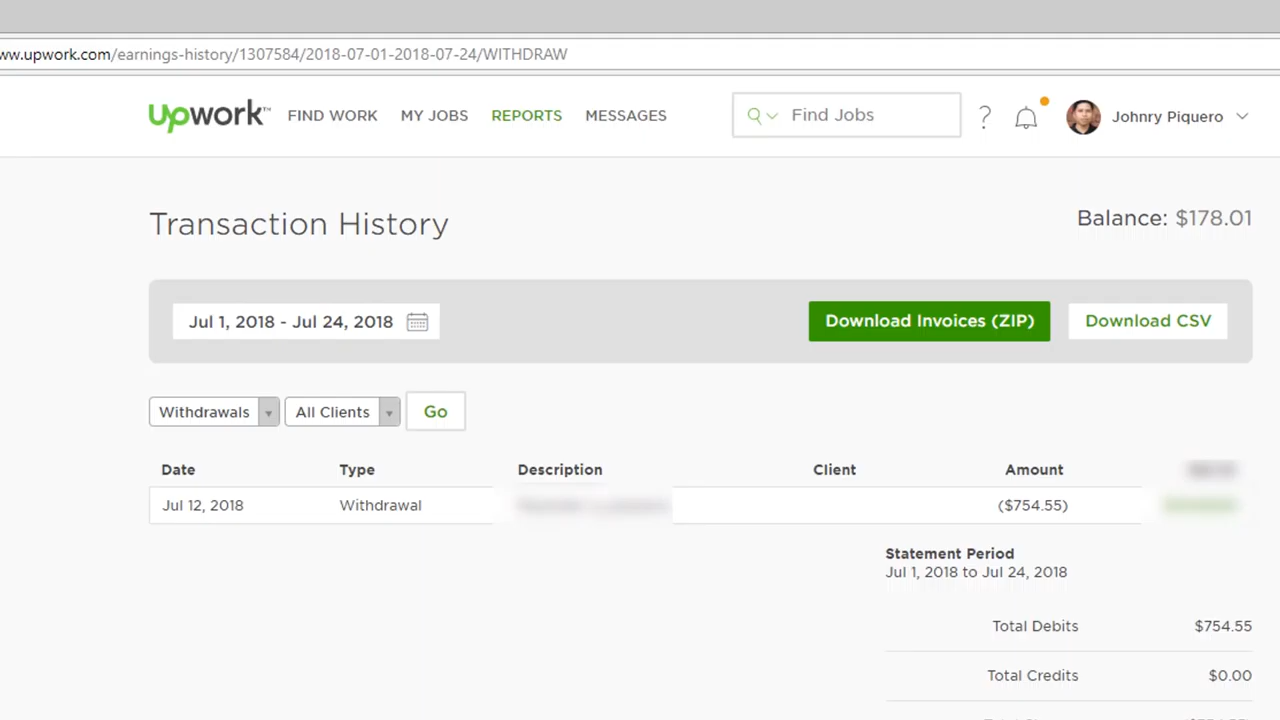 ww.upwork.com/earnings-history/1307584/2018-07-01-2018-07-24/WITHDRAW
upwork™ FIND WORK MY JOBS REPORTS MESSAGES Find Jobs ? Johnry Piquero
Transaction History Balance: $178.01
Jul 1, 2018 - Jul 24, 2018 Download Invoices (ZIP) Download CSV
Withdrawals All Clients Go
Date Type Description Client Amount
Jul 12, 2018 Withdrawal ($754.55)
Statement Period
Jul 1, 2018 to Jul 24, 2018
Total Debits $754.55
Total Credits $0.00